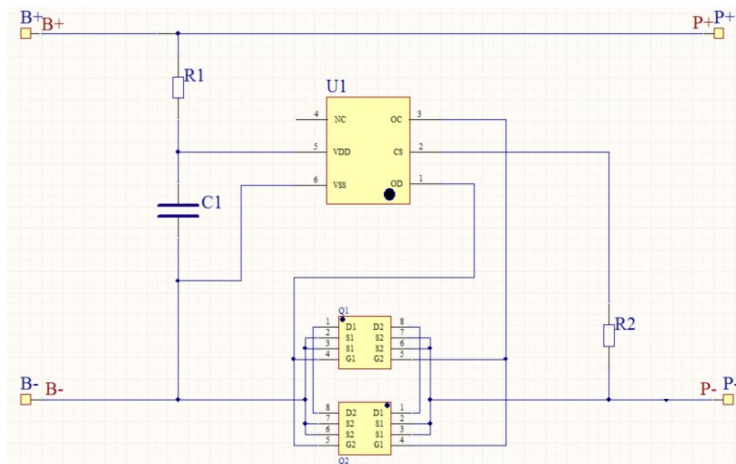 B+ B+ P+ P+
R1
U1
4 NC OC 3
5 VDD CS 2
6 VSS OD 1
C1
Q1
1 D1 D2 8
2 S1 S2 7
3 S1 S2 6
4 G1 G2 5
R2
B- B- P- P-
8 D2 D1 1
7 S2 S1 2
6 S2 S1 3
5 G2 G1 4
Q2